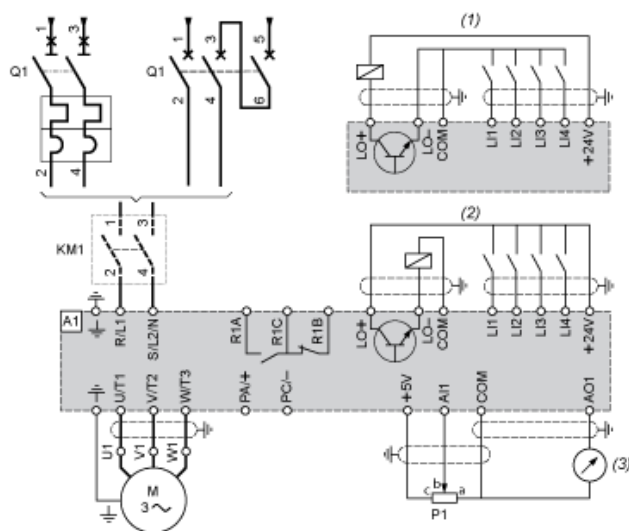 (1)
1 3
Q1
2 4
1 3 5
Q1
2 4 6
LO+ LO– COM LI1 LI2 LI3 LI4 +24V
(2)
1 3
KM1
2 4
A1
R/L1 S/L2/N R1A R1C R1B LO+ LO– COM LI1 LI2 LI3 LI4 +24V
U/T1 V/T2 W/T3 PA/+ PC/– +5V AI1 COM AO1
U1 V1 W1
(3)
M
3
c b a
P1